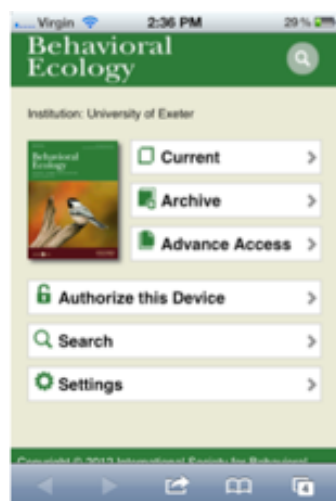 Virgin 2:36 PM 29%
Behavioral
Ecology
Institution: University of Exeter
Behavioral
Ecology
Current
Archive
Advance Access
Authorize this Device
Search
Settings
Copyright © 2012 International Society for Behavioral
4